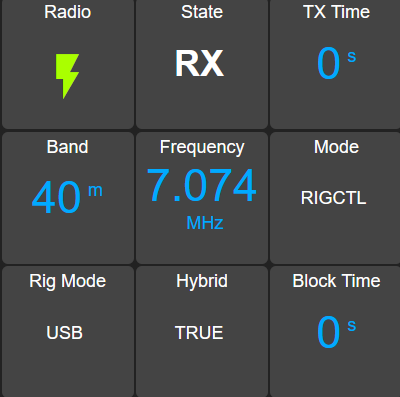 Radio
State
RX
TX Time
0 s
Band
40 m
Frequency
7.074
MHz
Mode
RIGCTL
Rig Mode
USB
Hybrid
TRUE
Block Time
0 s